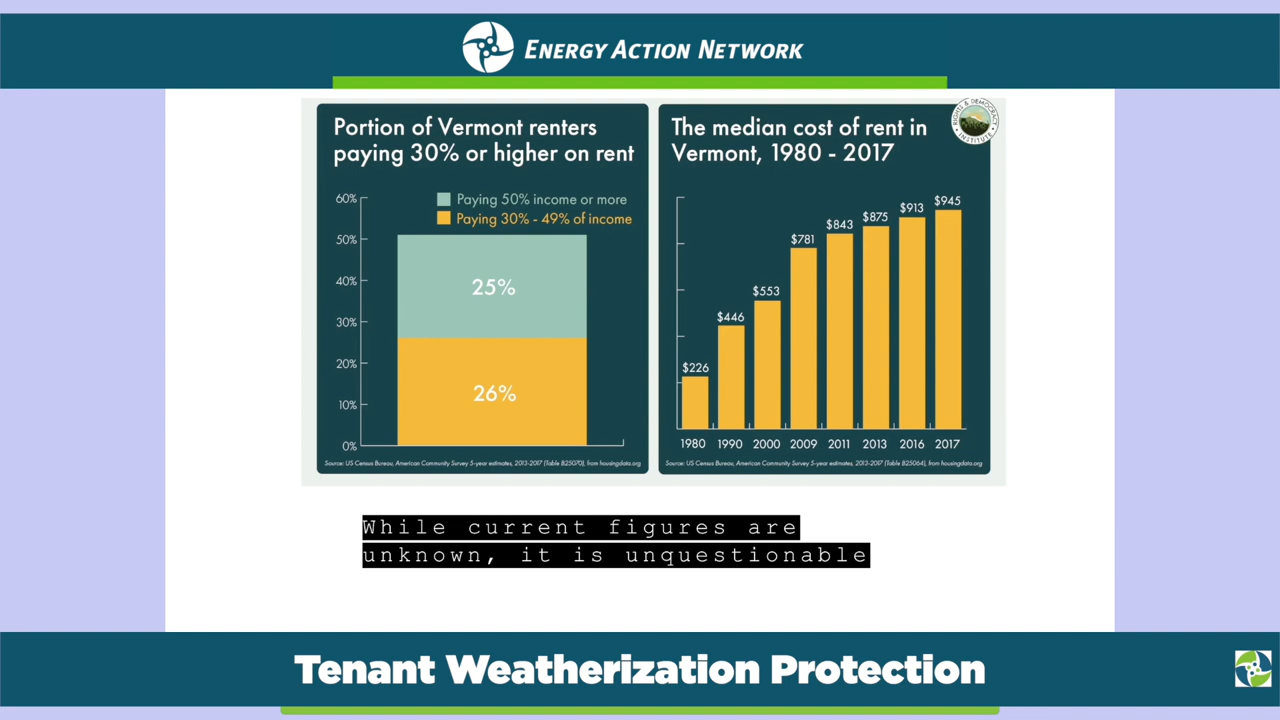 ENERGY ACTION NETWORK
Portion of Vermont renters
paying 30% or higher on rent
60%
50%
40%
30%
20%
10%
0%
Paying 50% income or more
Paying 30% - 49% of income
25%
26%
Source: US Census Bureau, American Community Survey 5-year estimates, 2013-2017 (Table B25070), from housingdata.org
The median cost of rent in
Vermont, 1980 - 2017
RIGHTS & DEMOCRACY
INSTITUTE
$226
$446
$553
$781
$843
$875
$913
$945
1980 1990 2000 2009 2011 2013 2016 2017
Source: US Census Bureau, American Community Survey 5-year estimates, 2013-2017 (Table B25064), from housingdata.org
While current figures are
unknown, it is unquestionable
Tenant Weatherization Protection